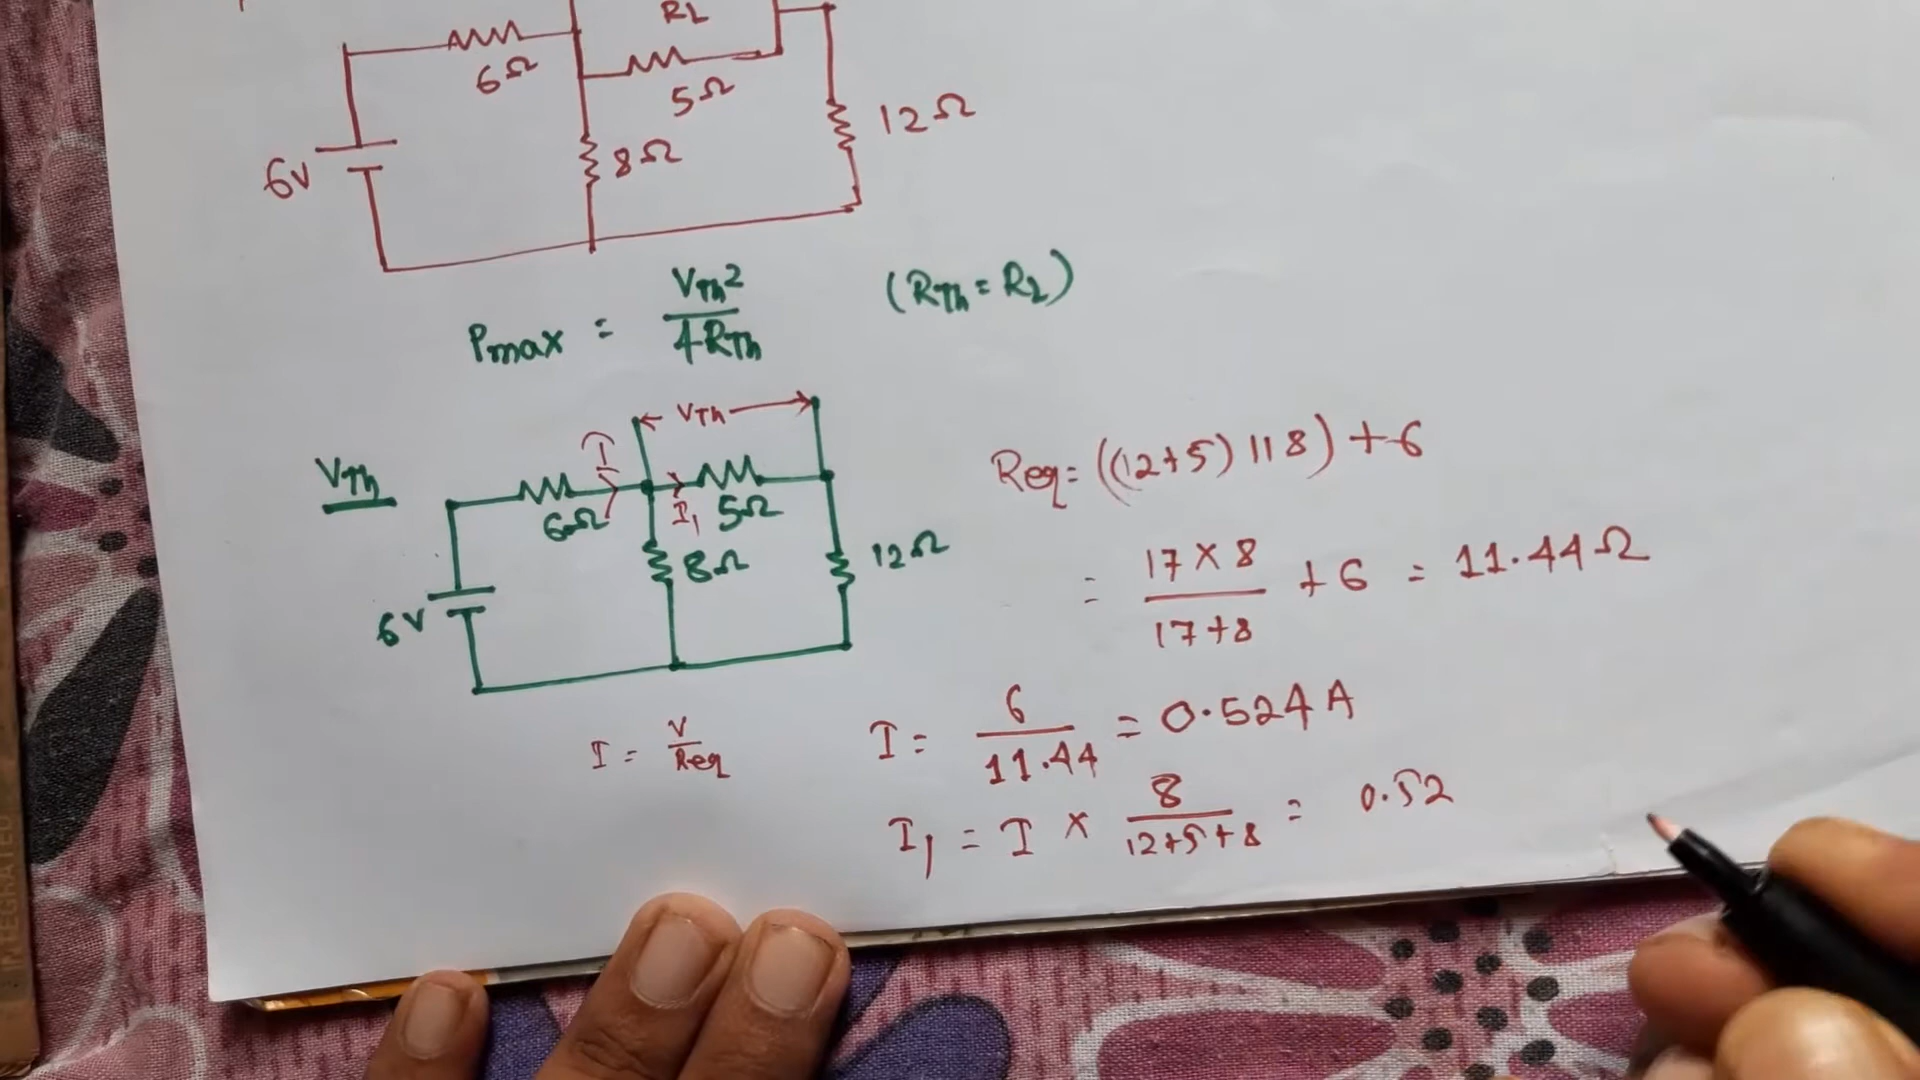 RL
6Ω
5Ω
12Ω
8Ω
6V
Pmax = VTh² / 4RTh (RTh = RL)
VTh
VTh
I
6Ω
I1
5Ω
8Ω
12Ω
6V
Req = ((12+5) || 8) + 6
= 17 × 8 / 17+8 + 6 = 11.44Ω
I = V / Req
I = 6 / 11.44 = 0.524 A
I1 = I × 8 / 12+5+8 = 0.52
INTEGRATED